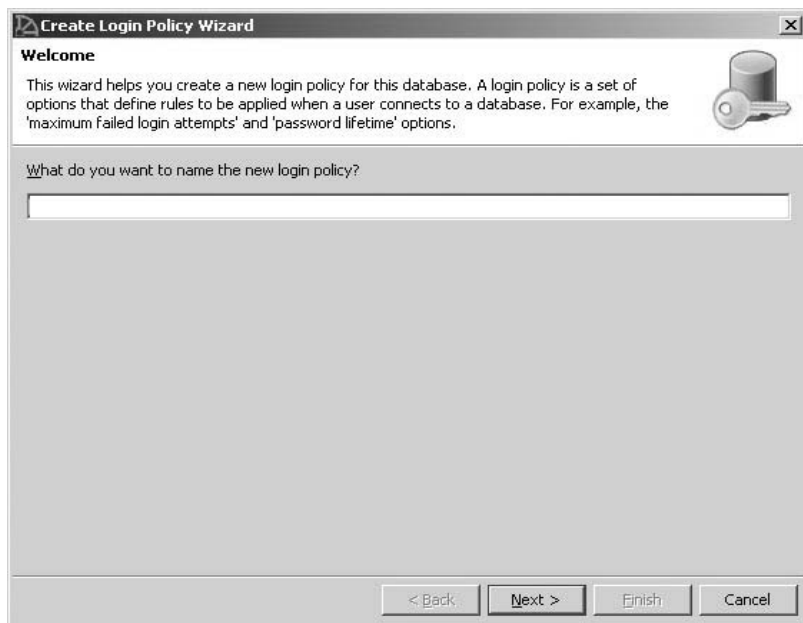 Create Login Policy Wizard
Welcome
This wizard helps you create a new login policy for this database. A login policy is a set of
options that define rules to be applied when a user connects to a database. For example, the
'maximum failed login attempts' and 'password lifetime' options.
What do you want to name the new login policy?
< Back Next > Finish Cancel